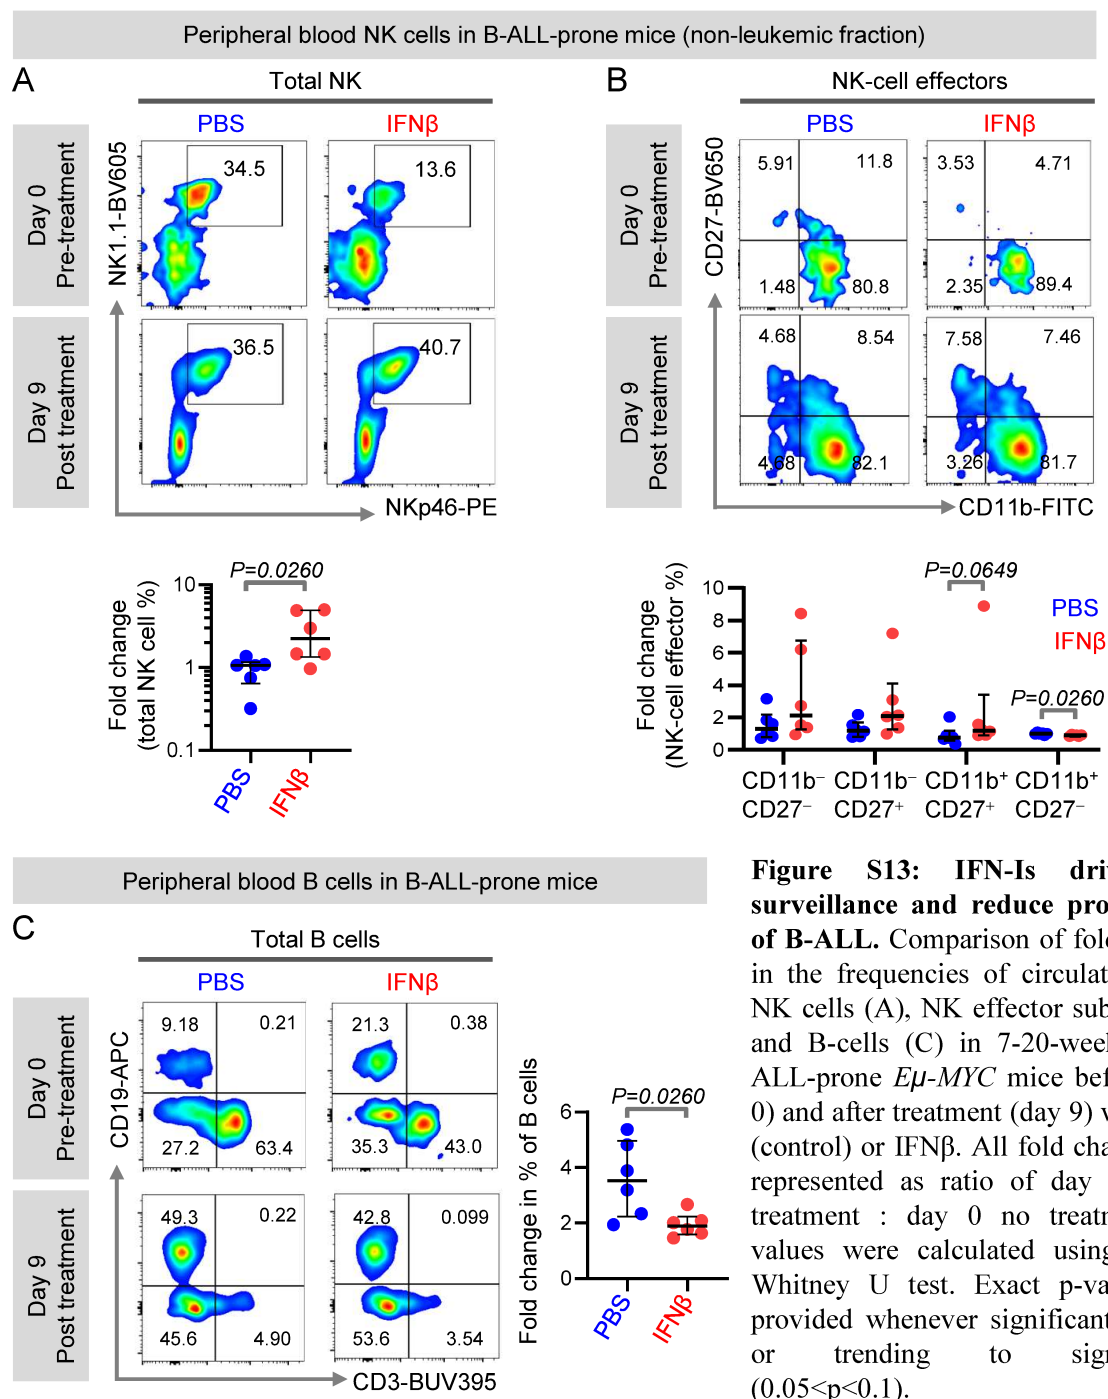 Peripheral blood NK cells in B-ALL-prone mice (non-leukemic fraction)
A
Total NK
PBS
IFNβ
Day 0
Pre-treatment
Day 9
Post treatment
NK1.1-BV605
34.5
13.6
36.5
40.7
NKp46-PE
Fold change
(total NK cell %)
10
1
0.1
P=0.0260
PBS
IFNβ
B
NK-cell effectors
PBS
IFNβ
Day 0
Pre-treatment
Day 9
Post treatment
CD27-BV650
5.91
11.8
1.48
80.8
3.53
4.71
2.35
89.4
4.68
8.54
4.68
82.1
7.58
7.46
3.26
81.7
CD11b-FITC
Fold change
(NK-cell effector %)
10
8
6
4
2
0
P=0.0649
P=0.0260
PBS
IFNβ
CD11b⁻
CD27⁻
CD11b⁻
CD27⁺
CD11b⁺
CD27⁺
CD11b⁺
CD27⁻
Peripheral blood B cells in B-ALL-prone mice
C
Total B cells
PBS
IFNβ
Day 0
Pre-treatment
Day 9
Post treatment
CD19-APC
9.18
0.21
27.2
63.4
21.3
0.38
35.3
43.0
49.3
0.22
45.6
4.90
42.8
0.099
53.6
3.54
CD3-BUV395
Fold change in % of B cells
6
4
2
0
P=0.0260
PBS
IFNβ
Figure S13: IFN-Is driv
surveillance and reduce pro
of B-ALL. Comparison of fold
in the frequencies of circulat
NK cells (A), NK effector sub
and B-cells (C) in 7-20-week
ALL-prone Eμ-MYC mice bef
0) and after treatment (day 9) v
(control) or IFNβ. All fold cha
represented as ratio of day
treatment : day 0 no treatm
values were calculated using
Whitney U test. Exact p-va
provided whenever significant
or trending to sign
(0.05<p<0.1).